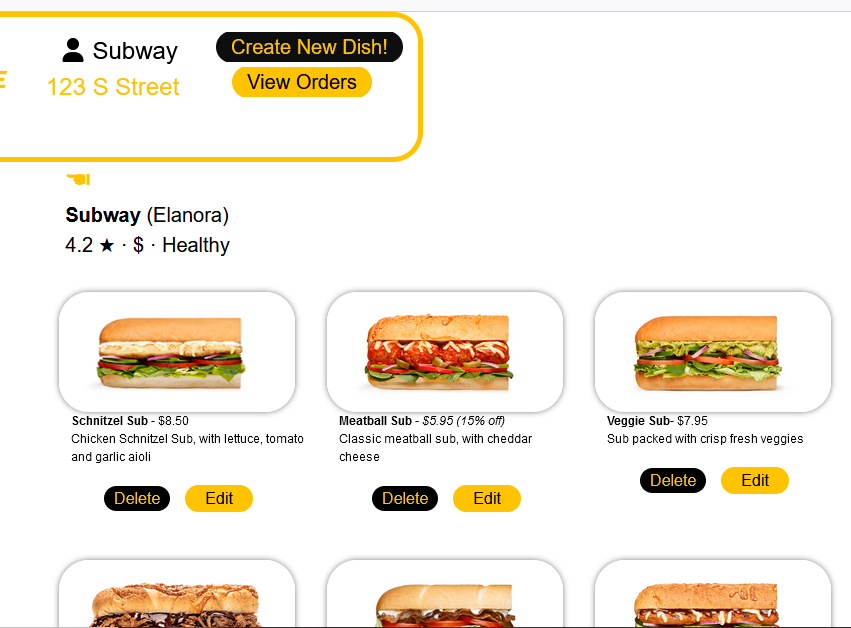 Subway
Create New Dish!
123 S Street
View Orders
Subway (Elanora)
4.2 ★ · $ · Healthy
Schnitzel Sub - $8.50
Chicken Schnitzel Sub, with lettuce, tomato
and garlic aioli
Delete
Edit
Meatball Sub - $5.95 (15% off)
Classic meatball sub, with cheddar
cheese
Delete
Edit
Veggie Sub- $7.95
Sub packed with crisp fresh veggies
Delete
Edit